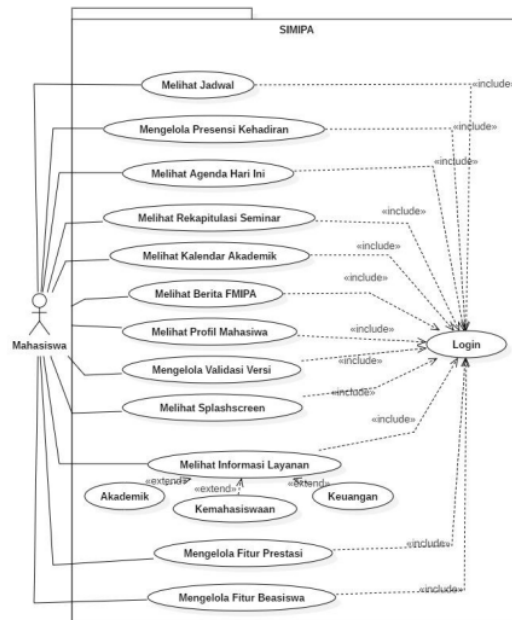 SIMIPA
Melihat Jadwal
«include»
Mengelola Presensi Kehadiran
«include»
Melihat Agenda Hari Ini
«include»
Melihat Rekapitulasi Seminar
«include»
Melihat Kalendar Akademik
«include»
Melihat Berita FMIPA
«include»
Mahasiswa
Melihat Profil Mahasiwa
«include»
Login
Mengelola Validasi Versi
«include»
Melihat Splashscreen
«include»
«include»
Melihat Informasi Layanan
«extend»
«extend»
«extend»
Akademik
Kemahasiswaan
Keuangan
Mengelola Fitur Prestasi
«include»
Mengelola Fitur Beasiswa
«include»